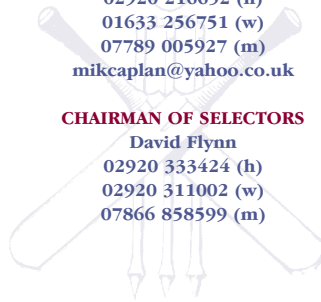 01633 256751 (w)
07789 005927 (m)
mikcaplan@yahoo.co.uk
CHAIRMAN OF SELECTORS
David Flynn
02920 333424 (h)
02920 311002 (w)
07866 858599 (m)